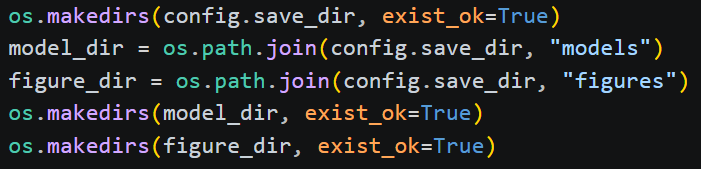 os.makedirs(config.save_dir, exist_ok=True)
model_dir = os.path.join(config.save_dir, "models")
figure_dir = os.path.join(config.save_dir, "figures")
os.makedirs(model_dir, exist_ok=True)
os.makedirs(figure_dir, exist_ok=True)